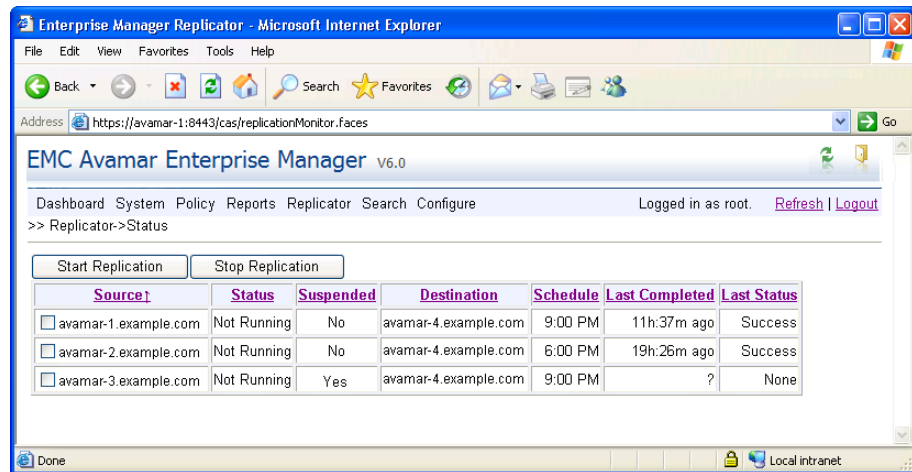 Enterprise Manager Replicator - Microsoft Internet Explorer
File Edit View Favorites Tools Help
Back Search Favorites
Address https://avamar-1:8443/cas/replicationMonitor.faces Go
EMC Avamar Enterprise Manager V6.0
Dashboard System Policy Reports Replicator Search Configure Logged in as root. Refresh | Logout
>> Replicator->Status
Start Replication Stop Replication
Source↑ Status Suspended Destination Schedule Last Completed Last Status
avamar-1.example.com Not Running No avamar-4.example.com 9:00 PM 11h:37m ago Success
avamar-2.example.com Not Running No avamar-4.example.com 6:00 PM 19h:26m ago Success
avamar-3.example.com Not Running Yes avamar-4.example.com 9:00 PM ? None
Done Local intranet